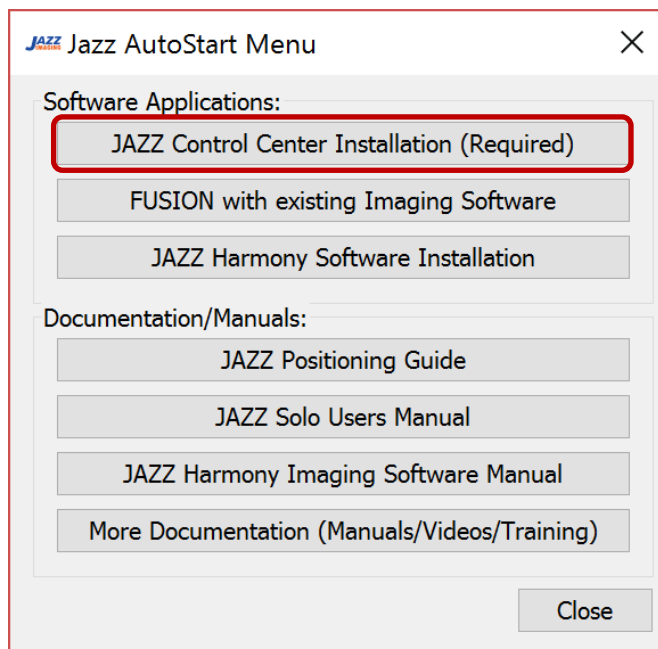 JAZZ
IMAGING
Jazz AutoStart Menu
Software Applications:
JAZZ Control Center Installation (Required)
FUSION with existing Imaging Software
JAZZ Harmony Software Installation
Documentation/Manuals:
JAZZ Positioning Guide
JAZZ Solo Users Manual
JAZZ Harmony Imaging Software Manual
More Documentation (Manuals/Videos/Training)
Close